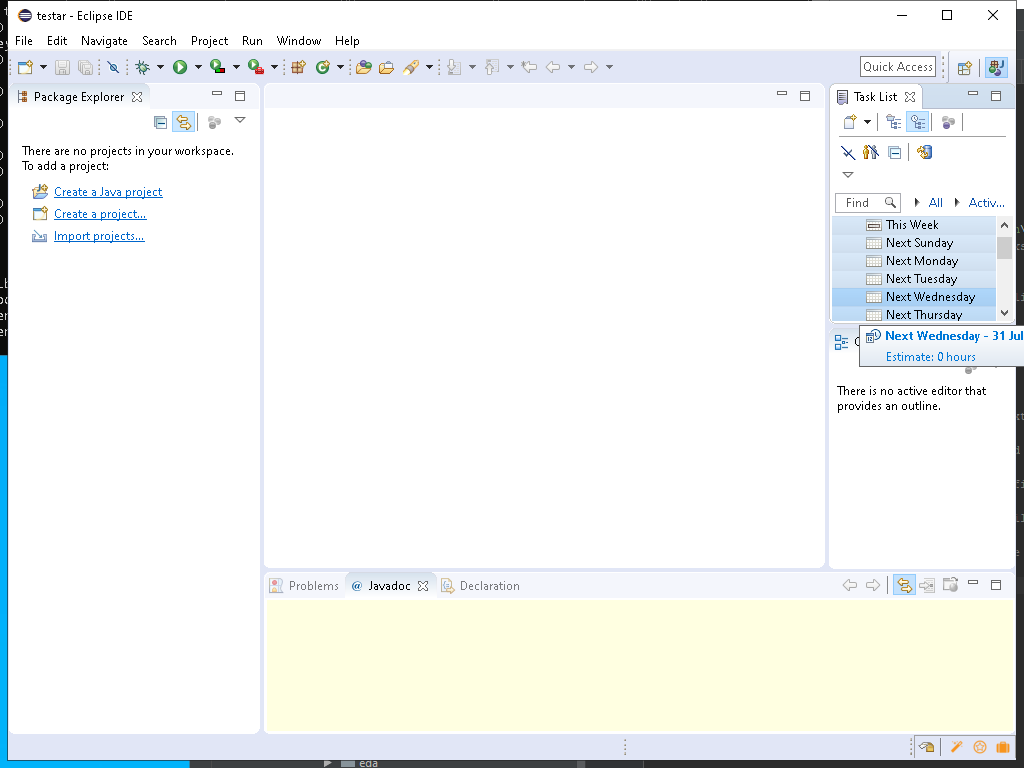 testar - Eclipse IDE
File Edit Navigate Search Project Run Window Help
Quick Access
Package Explorer
There are no projects in your workspace.
To add a project:
Create a Java project
Create a project...
Import projects...
Task List
Find
All
Activ...
This Week
Next Sunday
Next Monday
Next Tuesday
Next Wednesday
Next Thursday
Next Wednesday - 31 Jul
Estimate: 0 hours
There is no active editor that
provides an outline.
Problems
@ Javadoc
Declaration
eda